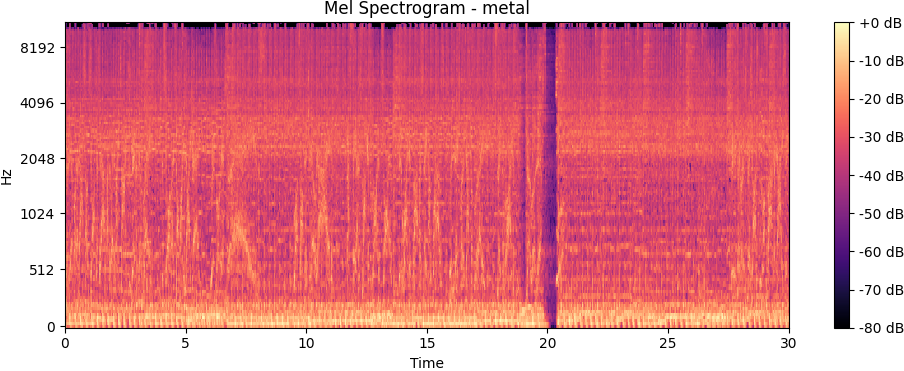 Mel Spectrogram - metal
Hz
8192
4096
2048
1024
512
0
0 5 10 15 20 25 30
Time
+0 dB
-10 dB
-20 dB
-30 dB
-40 dB
-50 dB
-60 dB
-70 dB
-80 dB